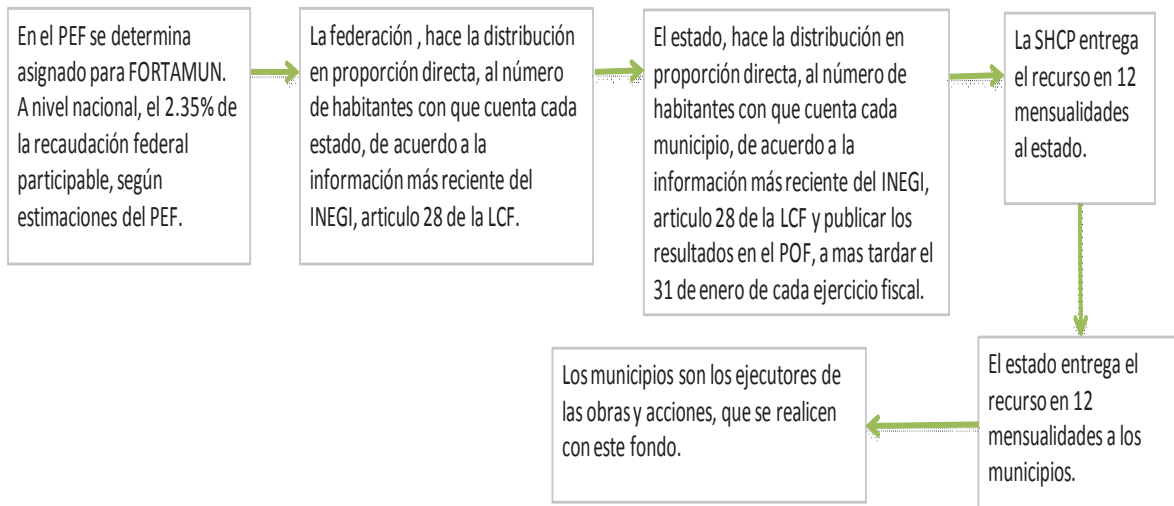 En el PEF se determina
asignado para FORTAMUN.
A nivel nacional, el 2.35% de
la recaudación federal
participable, según
estimaciones del PEF.
La federación , hace la distribución
en proporción directa, al número
de habitantes con que cuenta cada
estado, de acuerdo a la
información más reciente del
INEGI, articulo 28 de la LCF.
El estado, hace la distribución en
proporción directa, al número de
habitantes con que cuenta cada
municipio, de acuerdo a la
información más reciente del INEGI,
articulo 28 de la LCF y publicar los
resultados en el POF, a mas tardar el
31 de enero de cada ejercicio fiscal.
La SHCP entrega
el recurso en 12
mensualidades
al estado.
El estado entrega el
recurso en 12
mensualidades a los
municipios.
Los municipios son los ejecutores de
las obras y acciones, que se realicen
con este fondo.